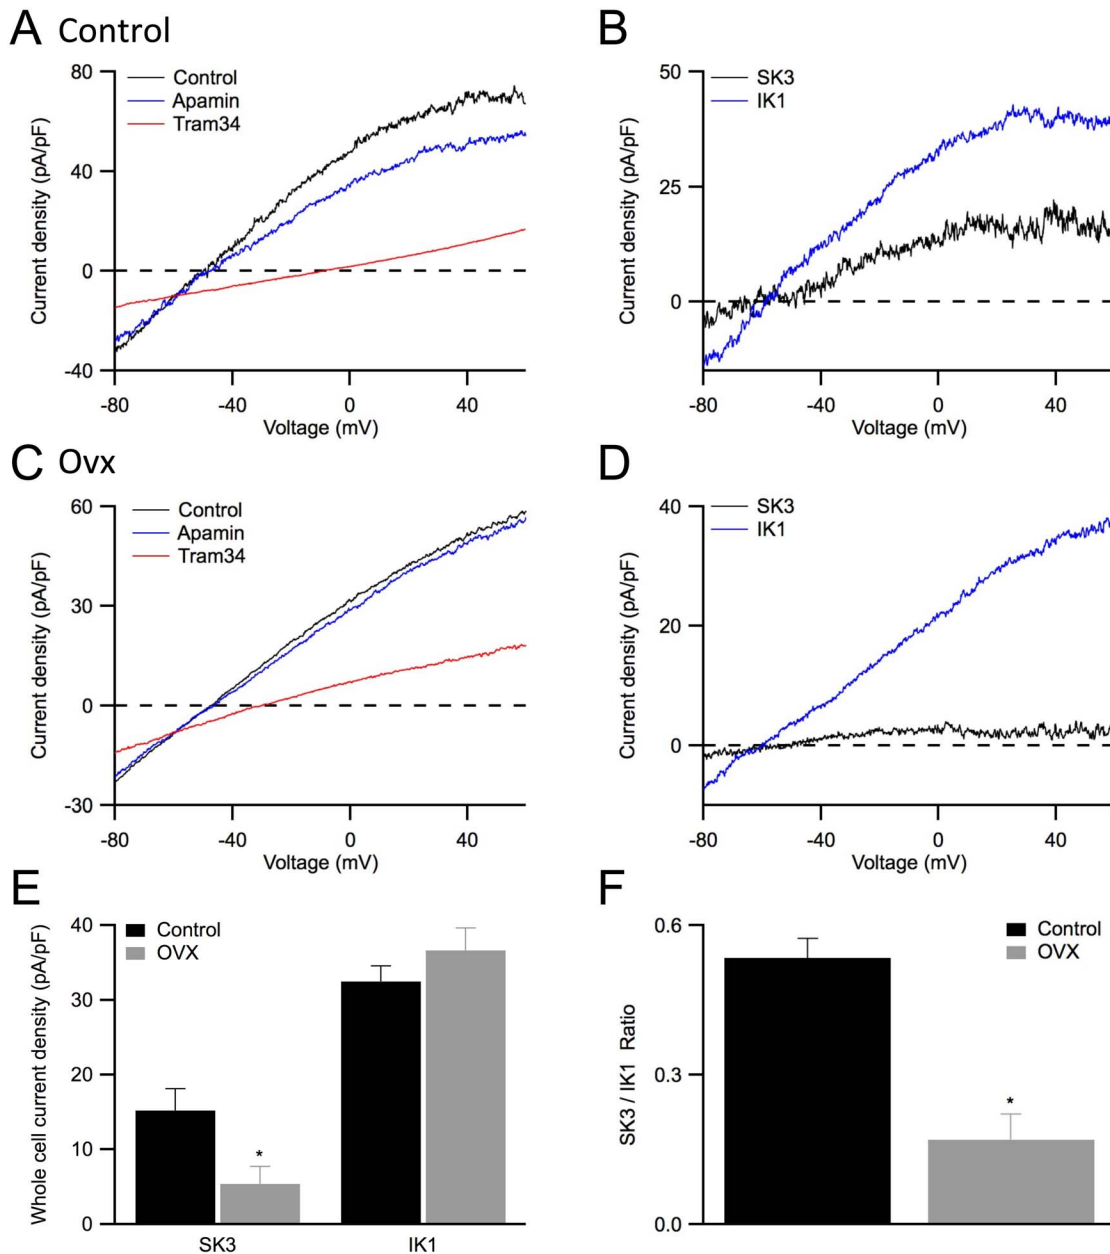 A Control
Control
Apamin
Tram34
80
40
0
-40
-80
-40
0
40
Current density (pA/pF)
Voltage (mV)
B
SK3
IK1
50
25
0
-80
-40
0
40
Current density (pA/pF)
Voltage (mV)
C Ovx
Control
Apamin
Tram34
60
30
0
-30
-80
-40
0
40
Current density (pA/pF)
Voltage (mV)
D
SK3
IK1
40
20
0
-80
-40
0
40
Current density (pA/pF)
Voltage (mV)
E
Control
OVX
40
30
20
10
0
Whole cell current density (pA/pF)
*
SK3
IK1
F
Control
OVX
0.6
0.3
0.0
SK3 / IK1 Ratio
*